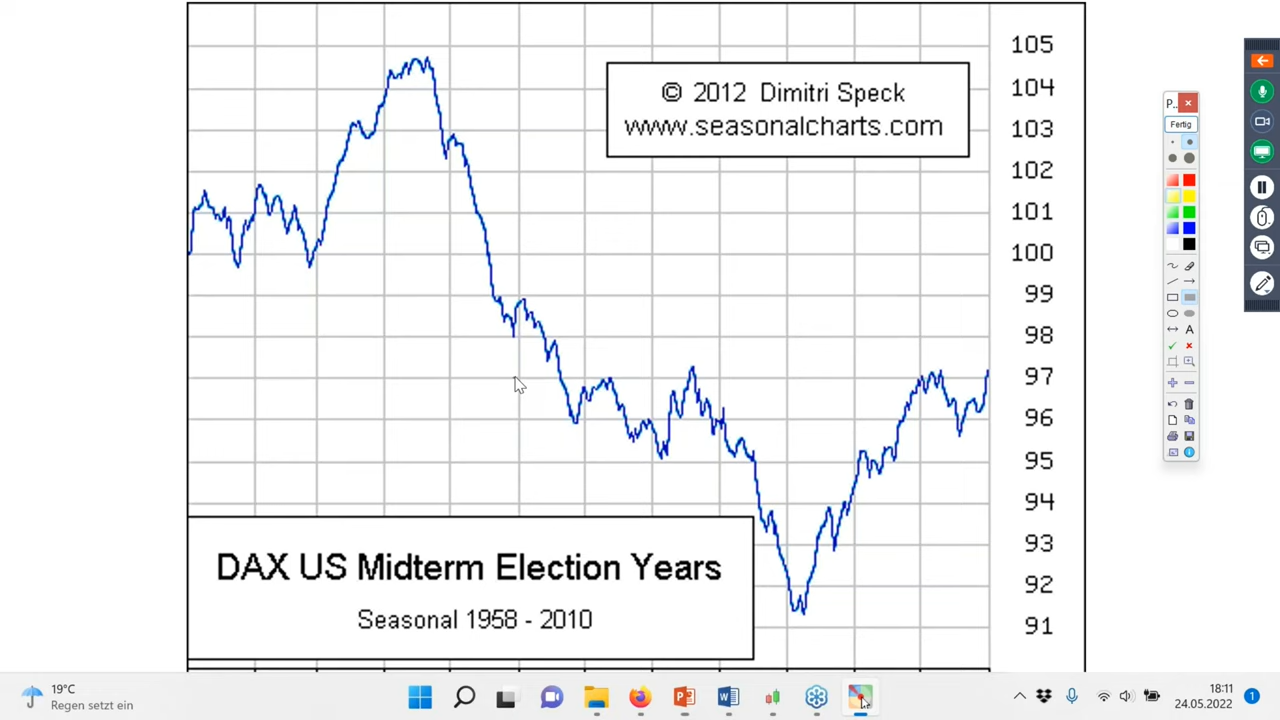 105
© 2012 Dimitri Speck
www.seasonalcharts.com
104
103
102
101
100
99
98
97
96
95
94
93
92
91
DAX US Midterm Election Years
Seasonal 1958 - 2010
P...
Fertig
A
19°C
Regen setzt ein
18:11
24.05.2022
1